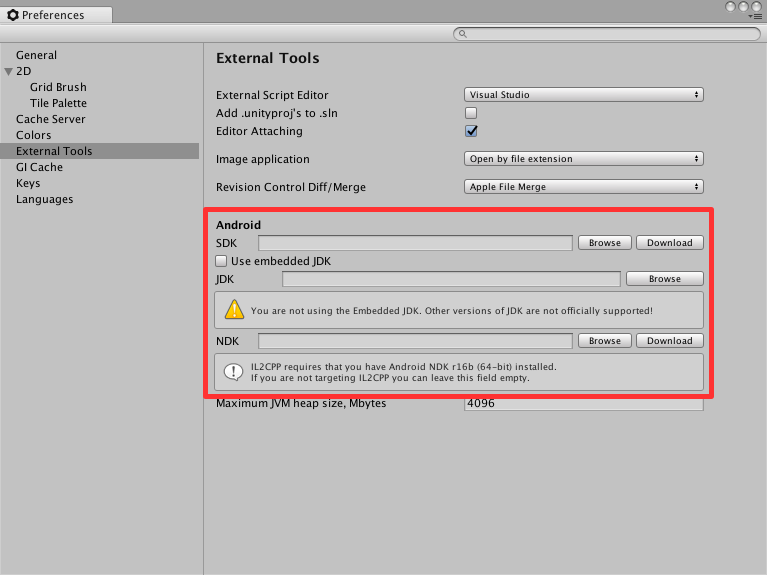 Preferences
General
2D
Grid Brush
Tile Palette
Cache Server
Colors
External Tools
GI Cache
Keys
Languages
External Tools
External Script Editor
Visual Studio
Add .unityproj's to .sln
Editor Attaching
Image application
Open by file extension
Revision Control Diff/Merge
Apple File Merge
Android
SDK
Browse
Download
Use embedded JDK
JDK
Browse
You are not using the Embedded JDK. Other versions of JDK are not officially supported!
NDK
Browse
Download
IL2CPP requires that you have Android NDK r16b (64-bit) installed.
If you are not targeting IL2CPP you can leave this field empty.
Maximum JVM heap size, Mbytes
4096